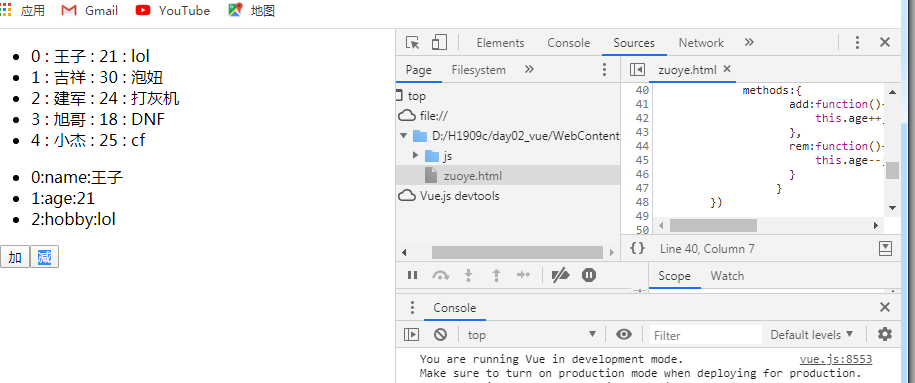 应用 Gmail YouTube 地图
0 : 王子 : 21 : lol
1 : 吉祥 : 30 : 泡妞
2 : 建军 : 24 : 打灰机
3 : 旭哥 : 18 : DNF
4 : 小杰 : 25 : cf
0:name:王子
1:age:21
2:hobby:lol
加 减
Elements Console Sources Network »
Page Filesystem »
top
file://
D:/H1909c/day02_vue/WebContent
js
zuoye.html
Vue.js devtools
zuoye.html ×
40 methods:{
41 add:function()
42 this.age++;
43 },
44 rem:function()
45 this.age--
46 }
47 }
48 })
49
50
{} Line 40, Column 7
Scope Watch
Console
top Filter Default levels
You are running Vue in development mode. vue.js:8553
Make sure to turn on production mode when deploying for production.